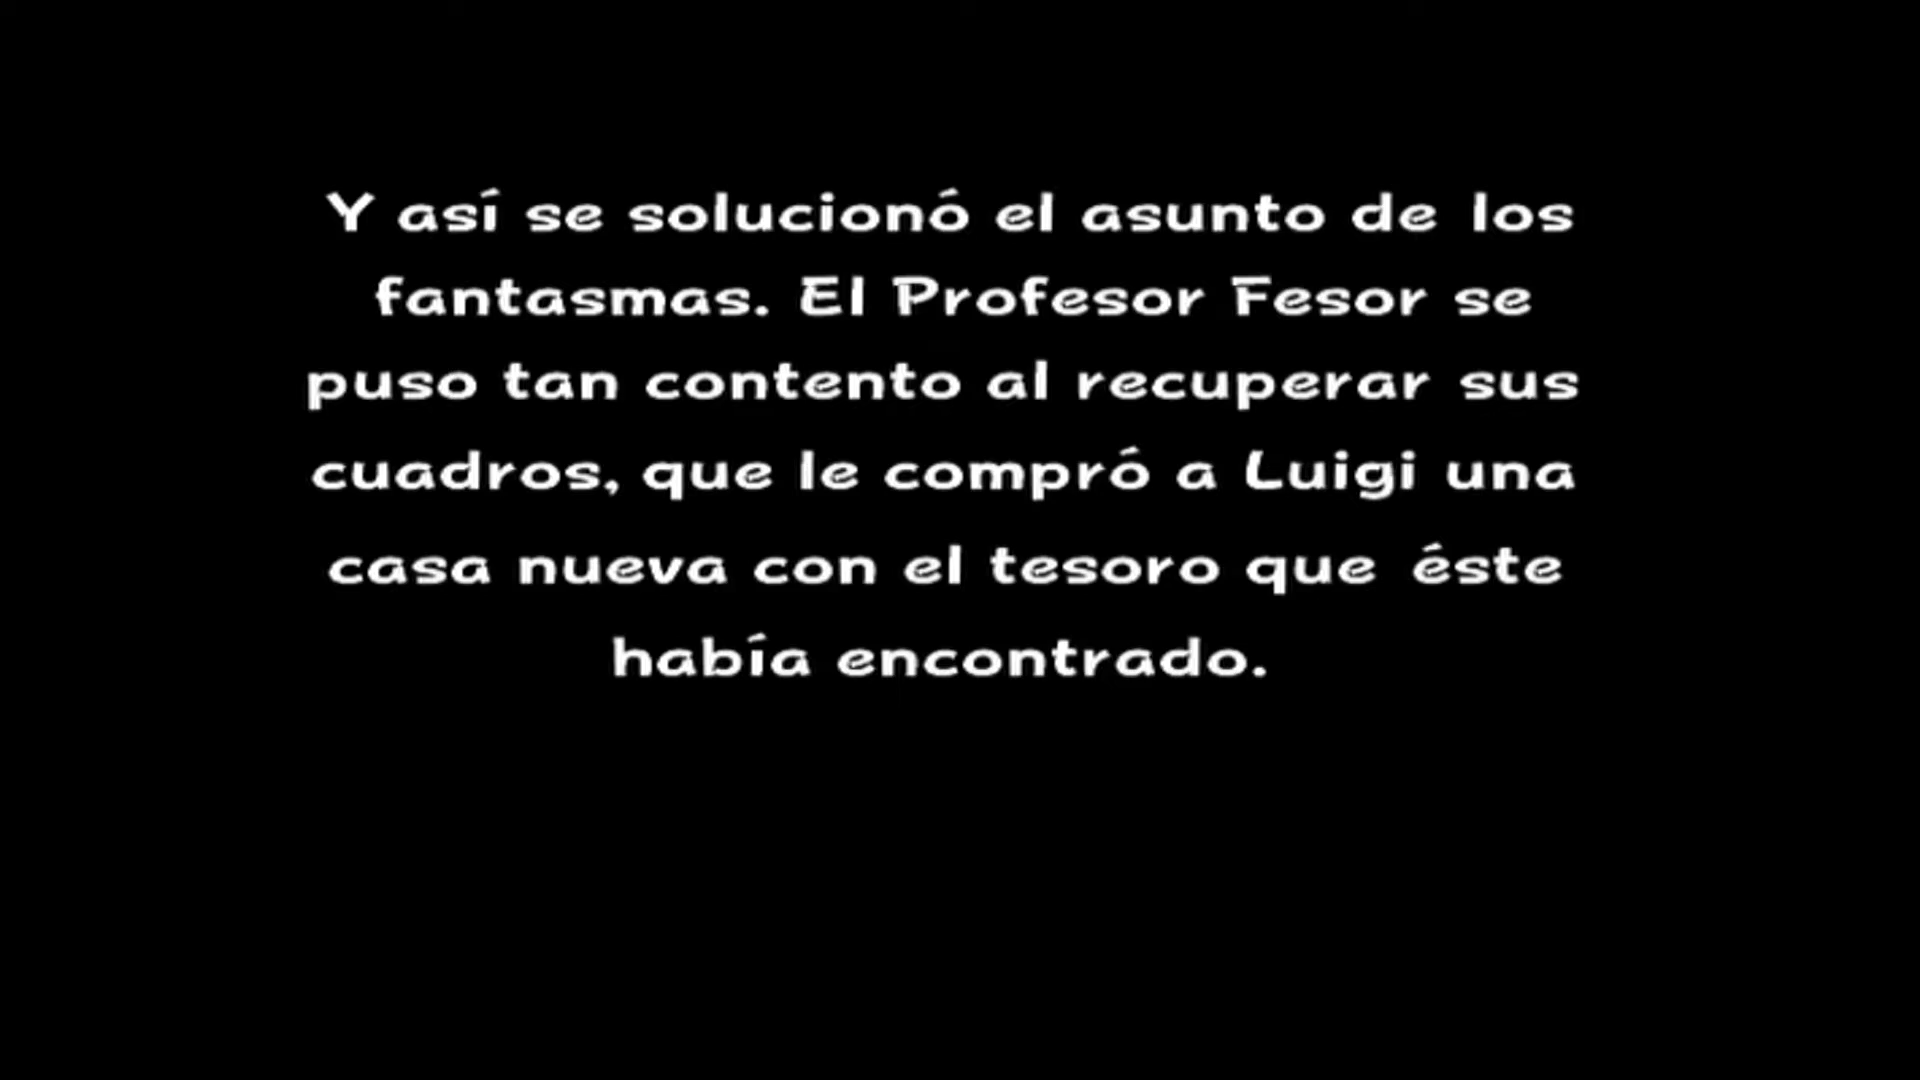 Y así se solucionó el asunto de los
fantasmas. El Profesor Fesor se
puso tan contento al recuperar sus
cuadros, que le compró a Luigi una
casa nueva con el tesoro que éste
había encontrado.